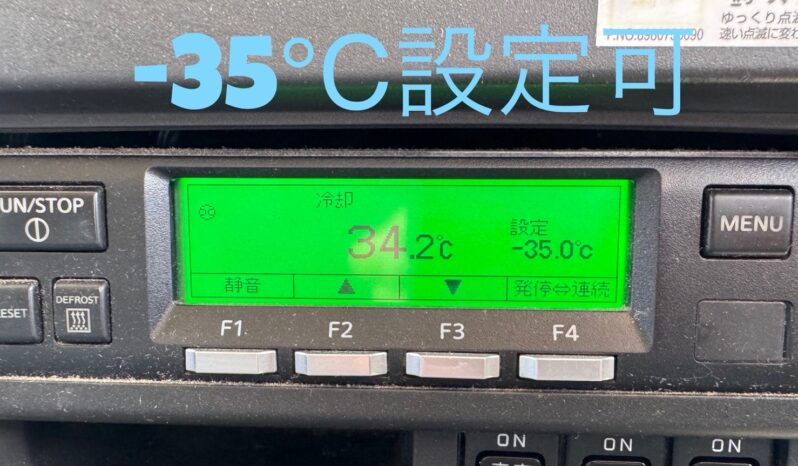 ゆっくり点滅
速い点滅に変わ
-35℃設定可
冷却
34.2℃
設定
-35.0℃
静音 ▲ ▼ 発停⇔連続
RUN/STOP
MENU
RESET
DEFROST
F1 F2 F3 F4
ON ON ON